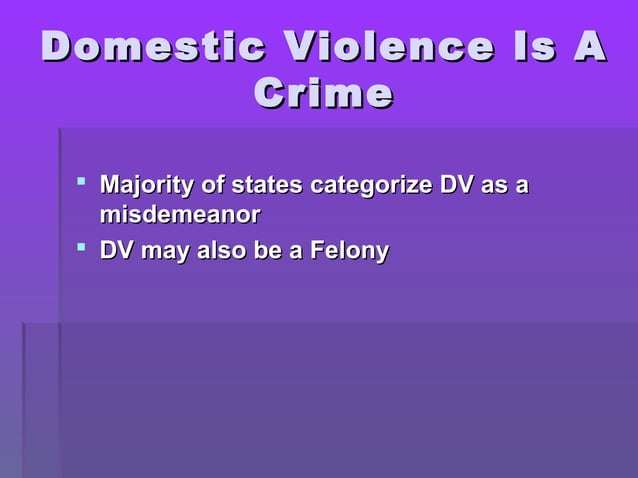 Domestic Violence Is A
Crime
Majority of states categorize DV as a
misdemeanor
DV may also be a Felony